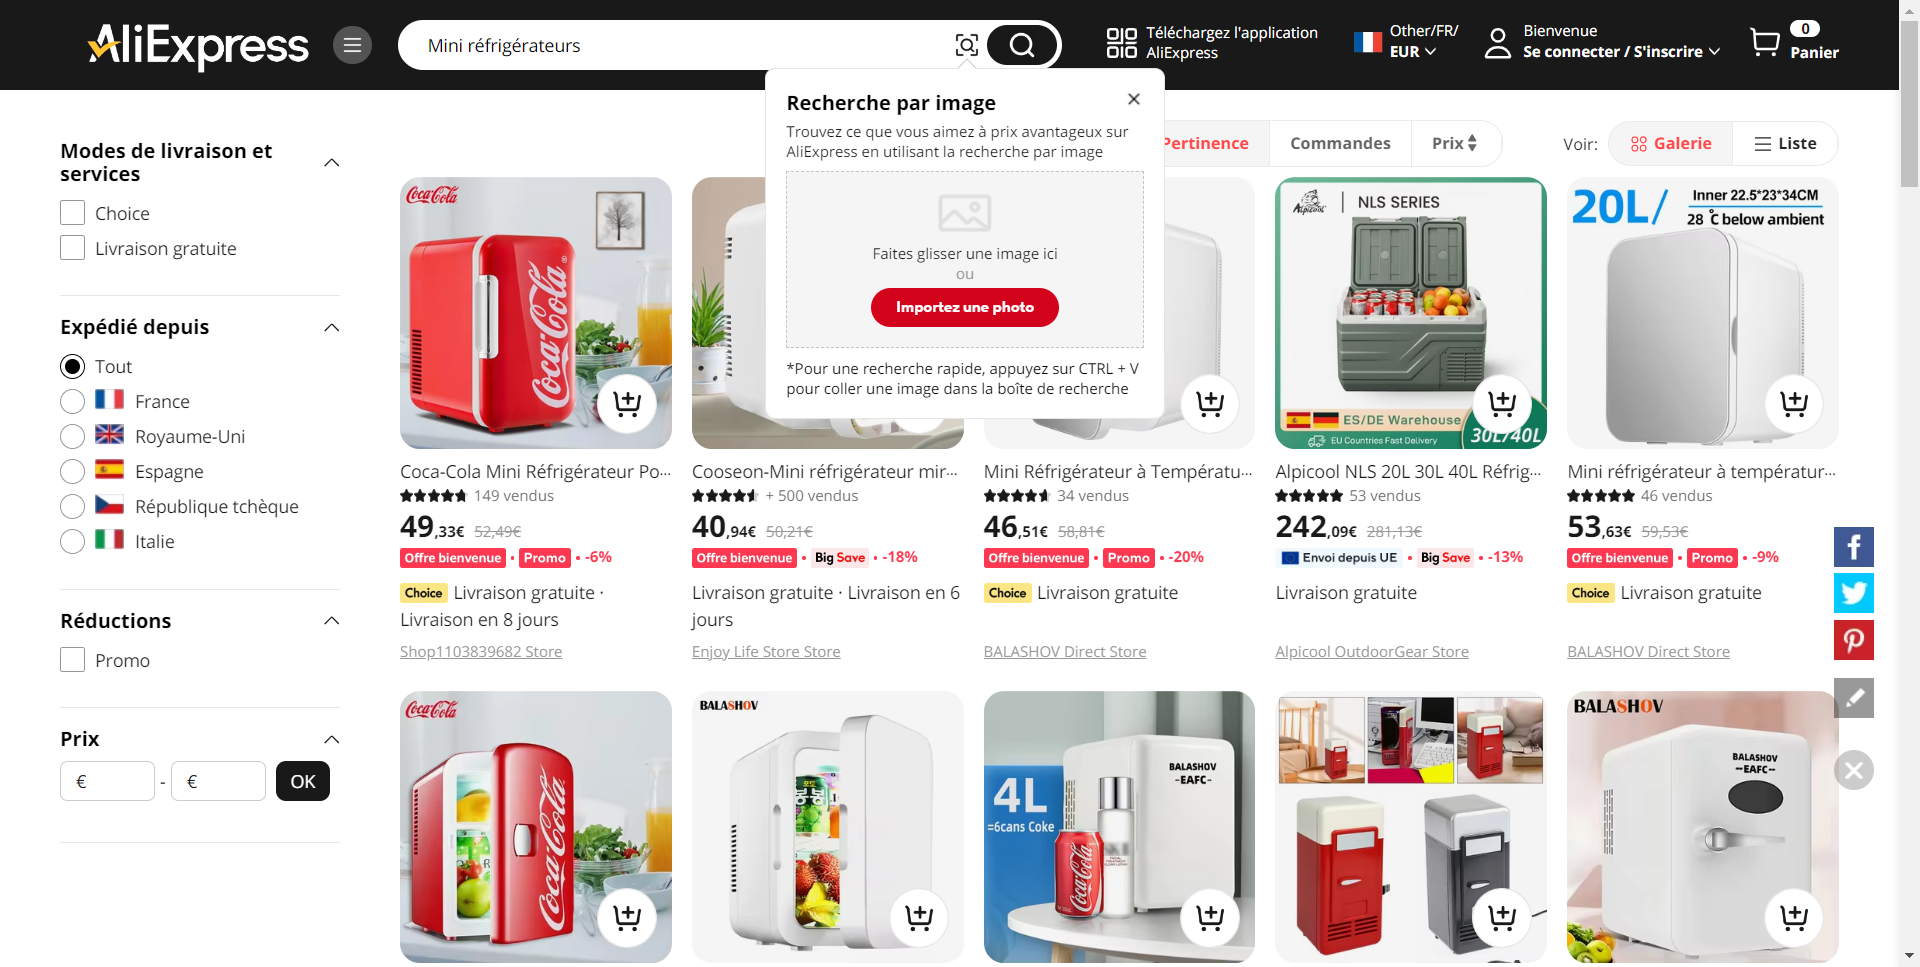 AliExpress
Mini réfrigérateurs
Téléchargez l'application
AliExpress
Other/FR/
EUR
Bienvenue
Se connecter / S'inscrire
0
Panier
Recherche par image
Trouvez ce que vous aimez à prix avantageux sur
AliExpress en utilisant la recherche par image
Faites glisser une image ici
ou
Importez une photo
*Pour une recherche rapide, appuyez sur CTRL + V
pour coller une image dans la boîte de recherche
Pertinence
Commandes
Prix
Voir:
Galerie
Liste
Modes de livraison et
services
Choice
Livraison gratuite
Expédié depuis
Tout
France
Royaume-Uni
Espagne
République tchèque
Italie
Réductions
Promo
Prix
€ - €
OK
Coca-Cola
Coca-Cola
Coca-Cola Mini Réfrigérateur Po...
149 vendus
49,33€ 52,49€
Offre bienvenue • Promo • -6%
Choice Livraison gratuite ·
Livraison en 8 jours
Shop1103839682 Store
Cooseon-Mini réfrigérateur mir...
+ 500 vendus
40,94€ 50,21€
Offre bienvenue • Big Save • -18%
Livraison gratuite · Livraison en 6
jours
Enjoy Life Store Store
Mini Réfrigérateur à Températu...
34 vendus
46,51€ 58,81€
Offre bienvenue • Promo • -20%
Choice Livraison gratuite
BALASHOV Direct Store
Alpicool
NLS SERIES
ES/DE Warehouse
EU Countries Fast Delivery
30L/40L
Alpicool NLS 20L 30L 40L Réfrig...
53 vendus
242,09€ 281,13€
Envoi depuis UE • Big Save • -13%
Livraison gratuite
Alpicool OutdoorGear Store
20L/
Inner 22.5*23*34CM
28 ℃ below ambient
Mini réfrigérateur à températur...
46 vendus
53,63€ 59,53€
Offre bienvenue • Promo • -9%
Choice Livraison gratuite
BALASHOV Direct Store
Coca-Cola
Coca-Cola
BALASHOV
4L
=6cans Coke
BALASHOV
-EAFC-
Coca-Cola
BALASHOV
BALASHOV
-EAFC-